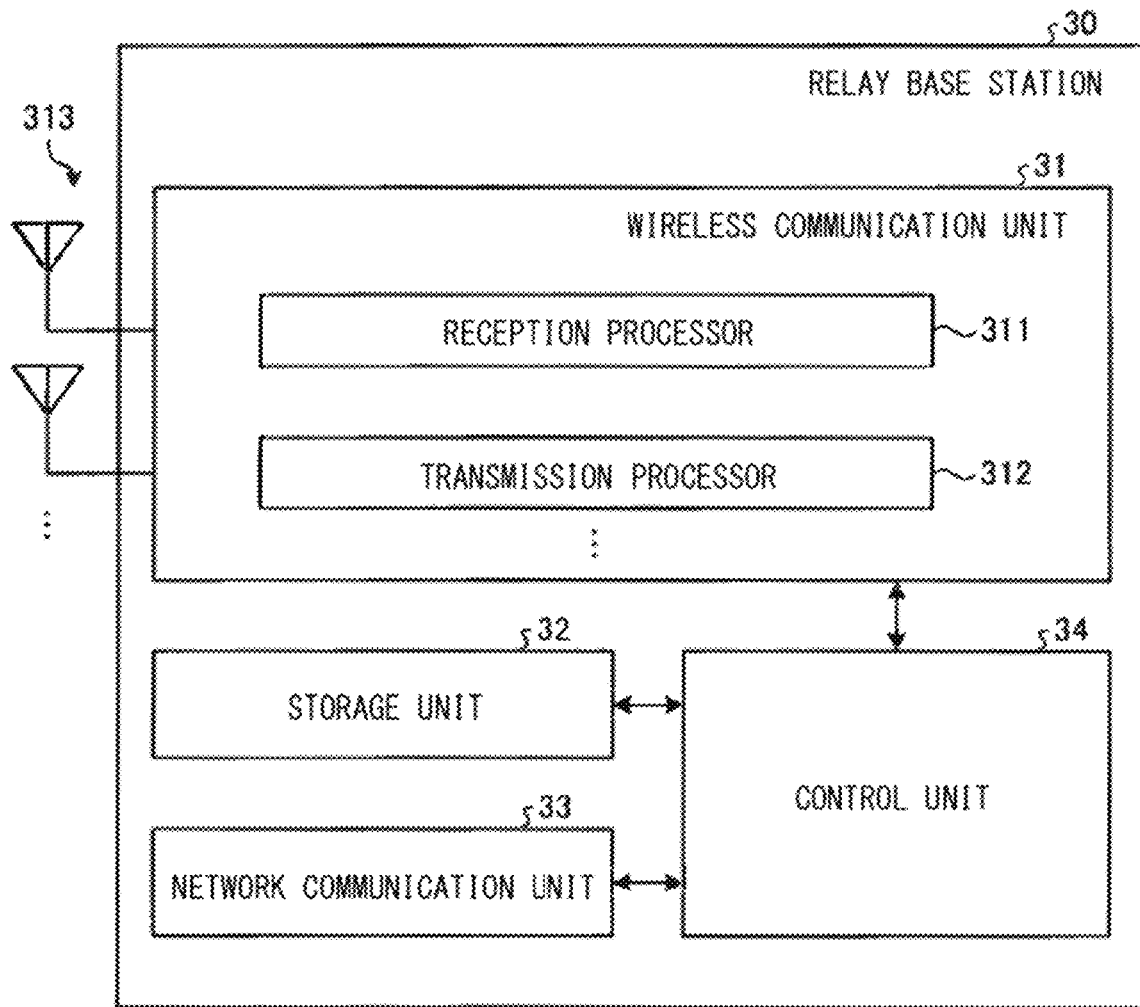 30
RELAY BASE STATION
313
31
WIRELESS COMMUNICATION UNIT
RECEPTION PROCESSOR
311
TRANSMISSION PROCESSOR
312
32
34
STORAGE UNIT
CONTROL UNIT
33
NETWORK COMMUNICATION UNIT